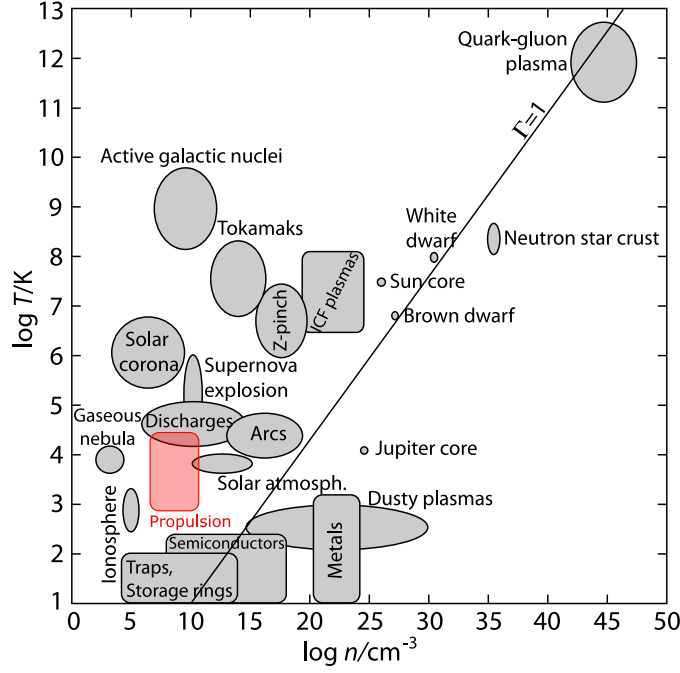 13
12
11
10
9
8
7
6
5
4
3
2
1
log T/K
Quark-gluon
plasma
Γ=1
Active galactic nuclei
Tokamaks
White
dwarf
Neutron star crust
ICF plasmas
Sun core
Z-pinch
Brown dwarf
Solar
corona
Supernova
explosion
Gaseous
nebula
Discharges
Arcs
Jupiter core
Solar atmosph.
Dusty plasmas
Ionosphere
Propulsion
Semiconductors
Metals
Traps,
Storage rings
0 5 10 15 20 25 30 35 40 45 50
log n/cm-3